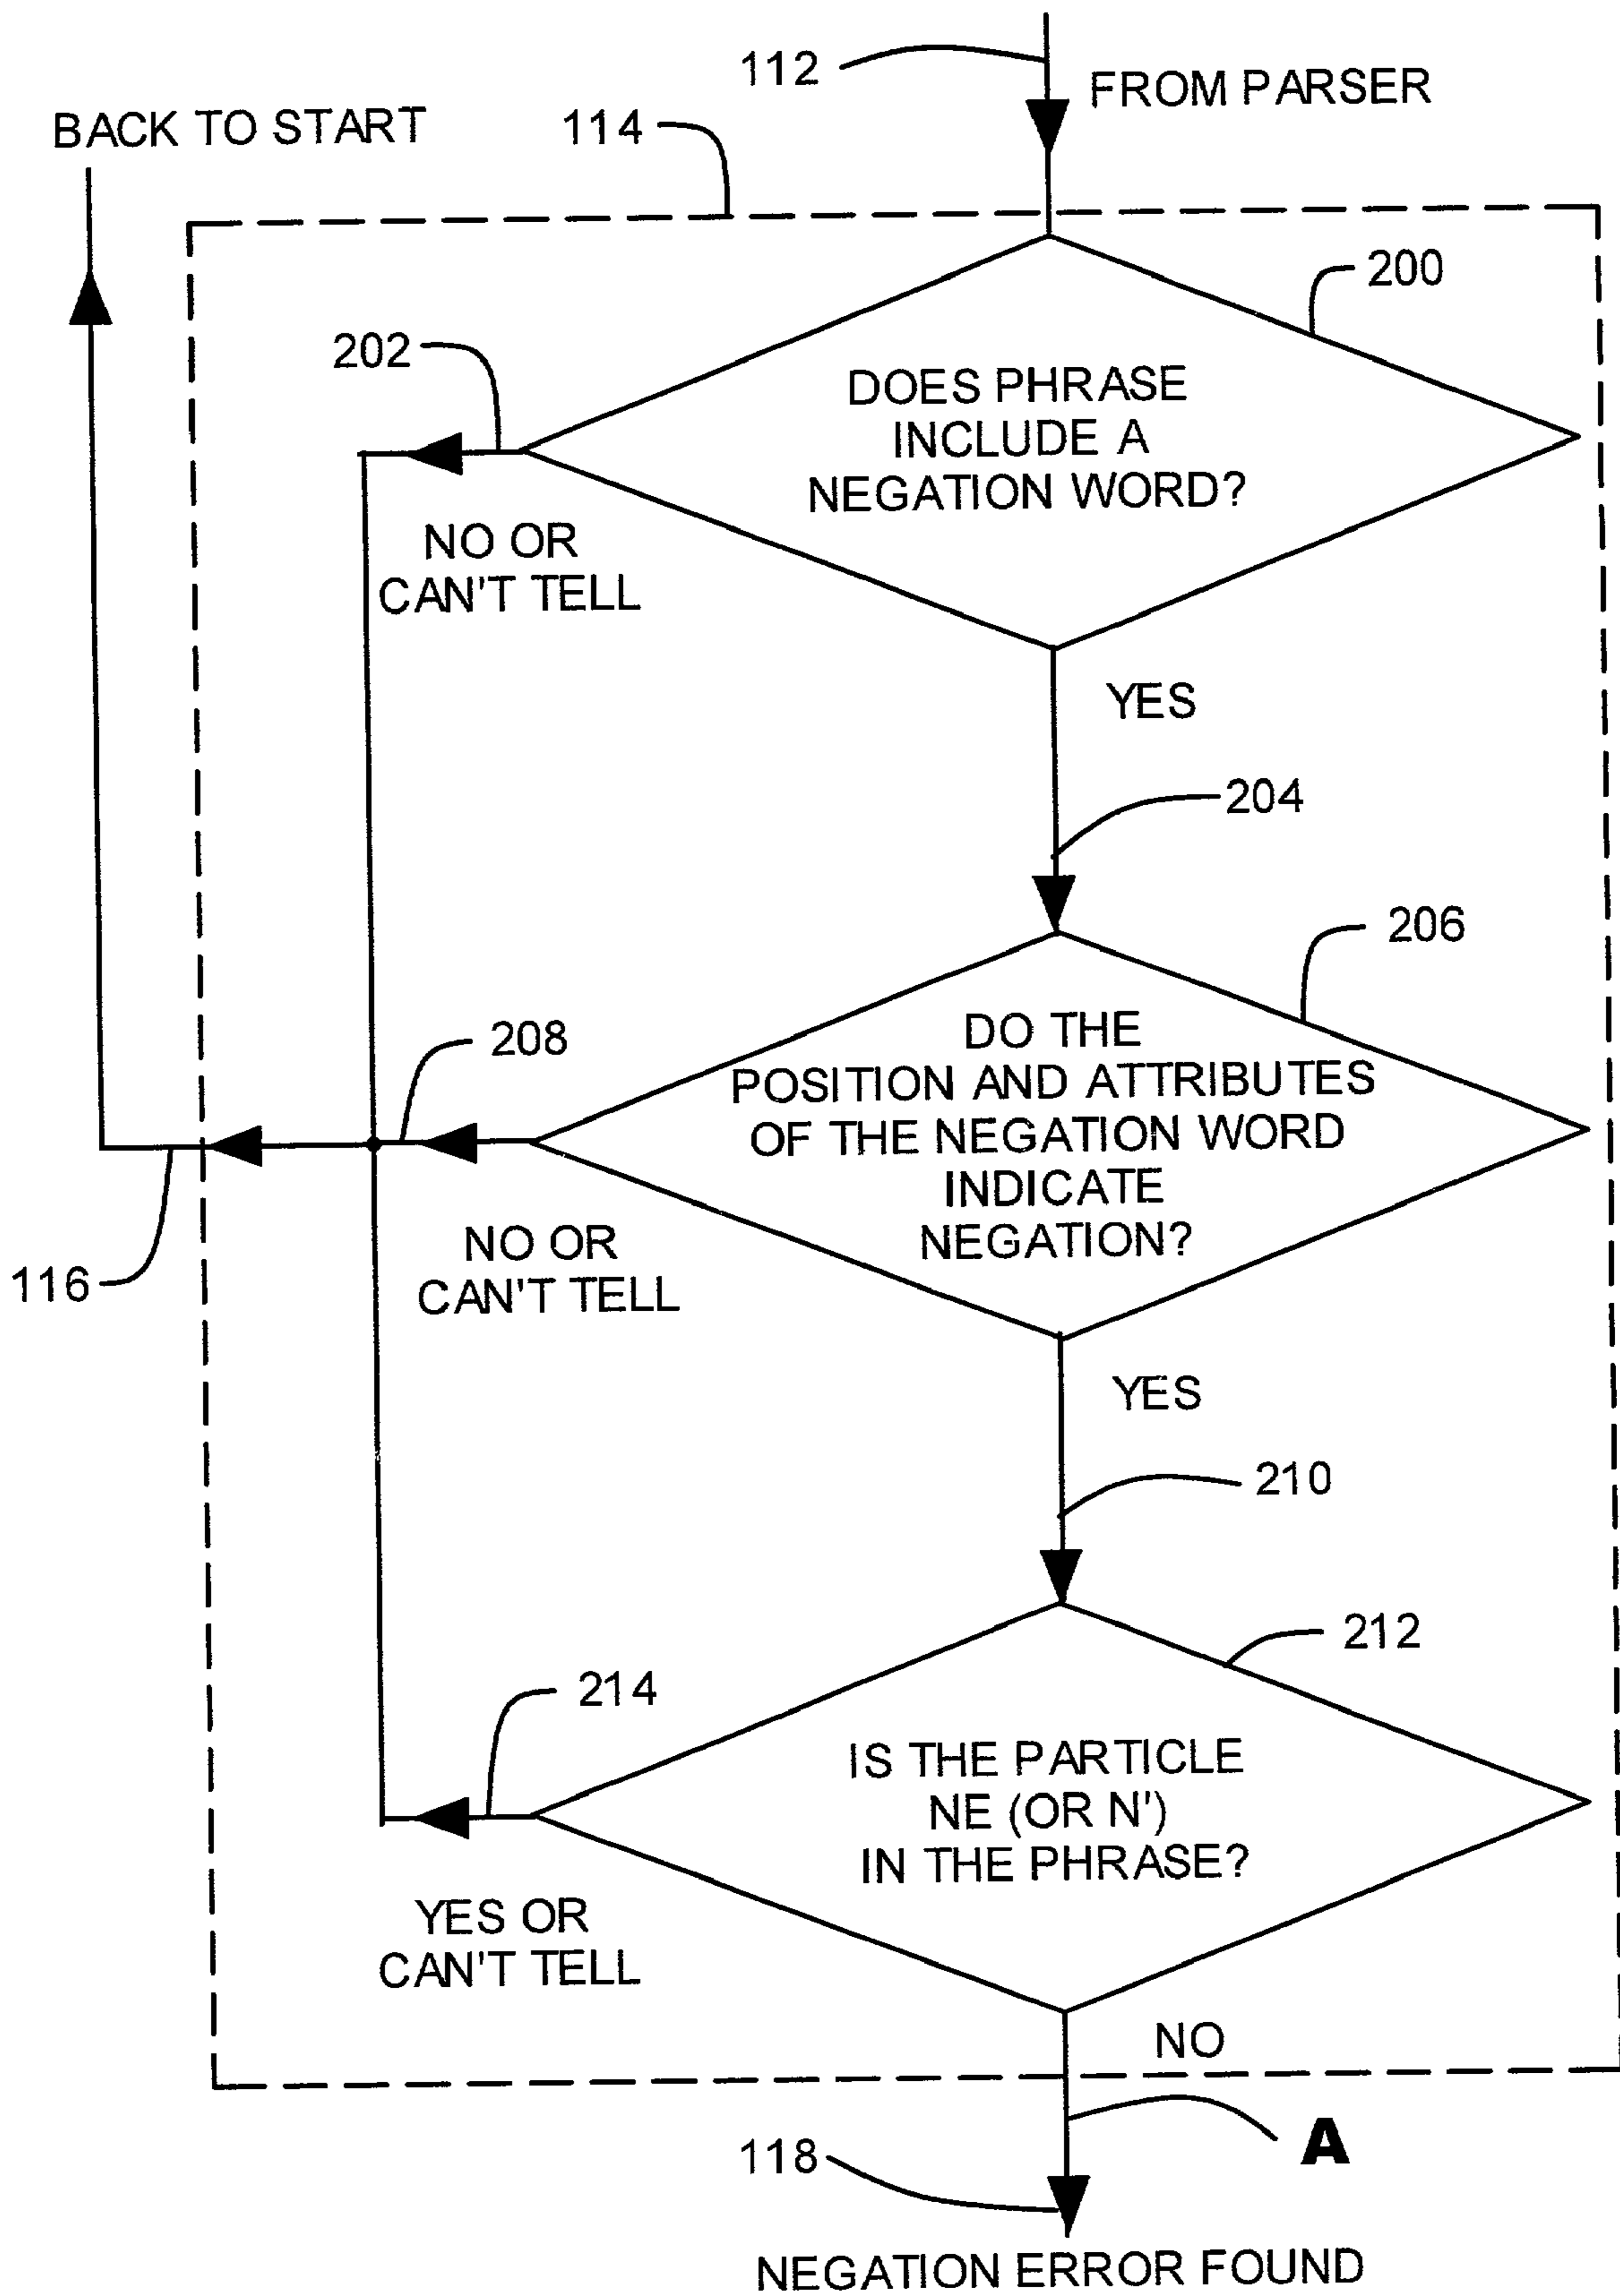 112
FROM PARSER
BACK TO START
114
200
202
DOES PHRASE
INCLUDE A
NEGATION WORD?
NO OR
CAN'T TELL
YES
204
206
208
DO THE
POSITION AND ATTRIBUTES
OF THE NEGATION WORD
INDICATE
NEGATION?
NO OR
CAN'T TELL
116
YES
210
212
214
IS THE PARTICLE
NE (OR N')
IN THE PHRASE?
YES OR
CAN'T TELL
NO
A
118
NEGATION ERROR FOUND